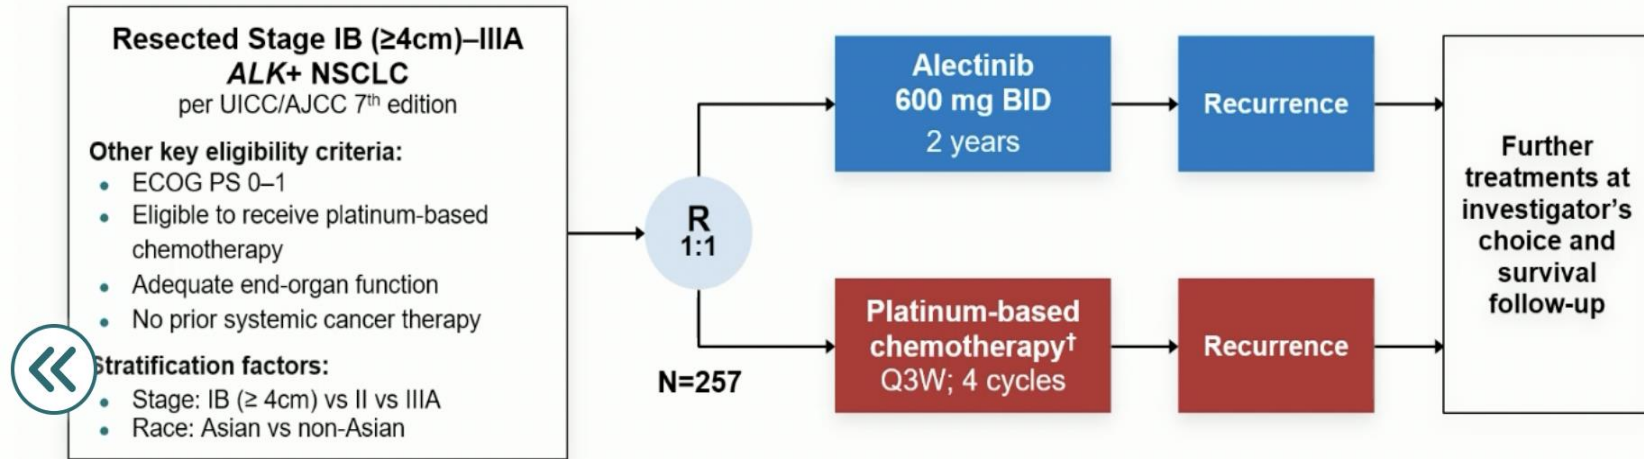 Resected Stage IB (≥4cm)–IIIA
ALK+ NSCLC
per UICC/AJCC 7th edition
Other key eligibility criteria:
• ECOG PS 0–1
• Eligible to receive platinum-based
chemotherapy
• Adequate end-organ function
• No prior systemic cancer therapy
Stratification factors:
• Stage: IB (≥ 4cm) vs II vs IIIA
• Race: Asian vs non-Asian
R
1:1
N=257
Alectinib
600 mg BID
2 years
Recurrence
Platinum-based
chemotherapy†
Q3W; 4 cycles
Recurrence
Further
treatments at
investigator’s
choice and
survival
follow-up